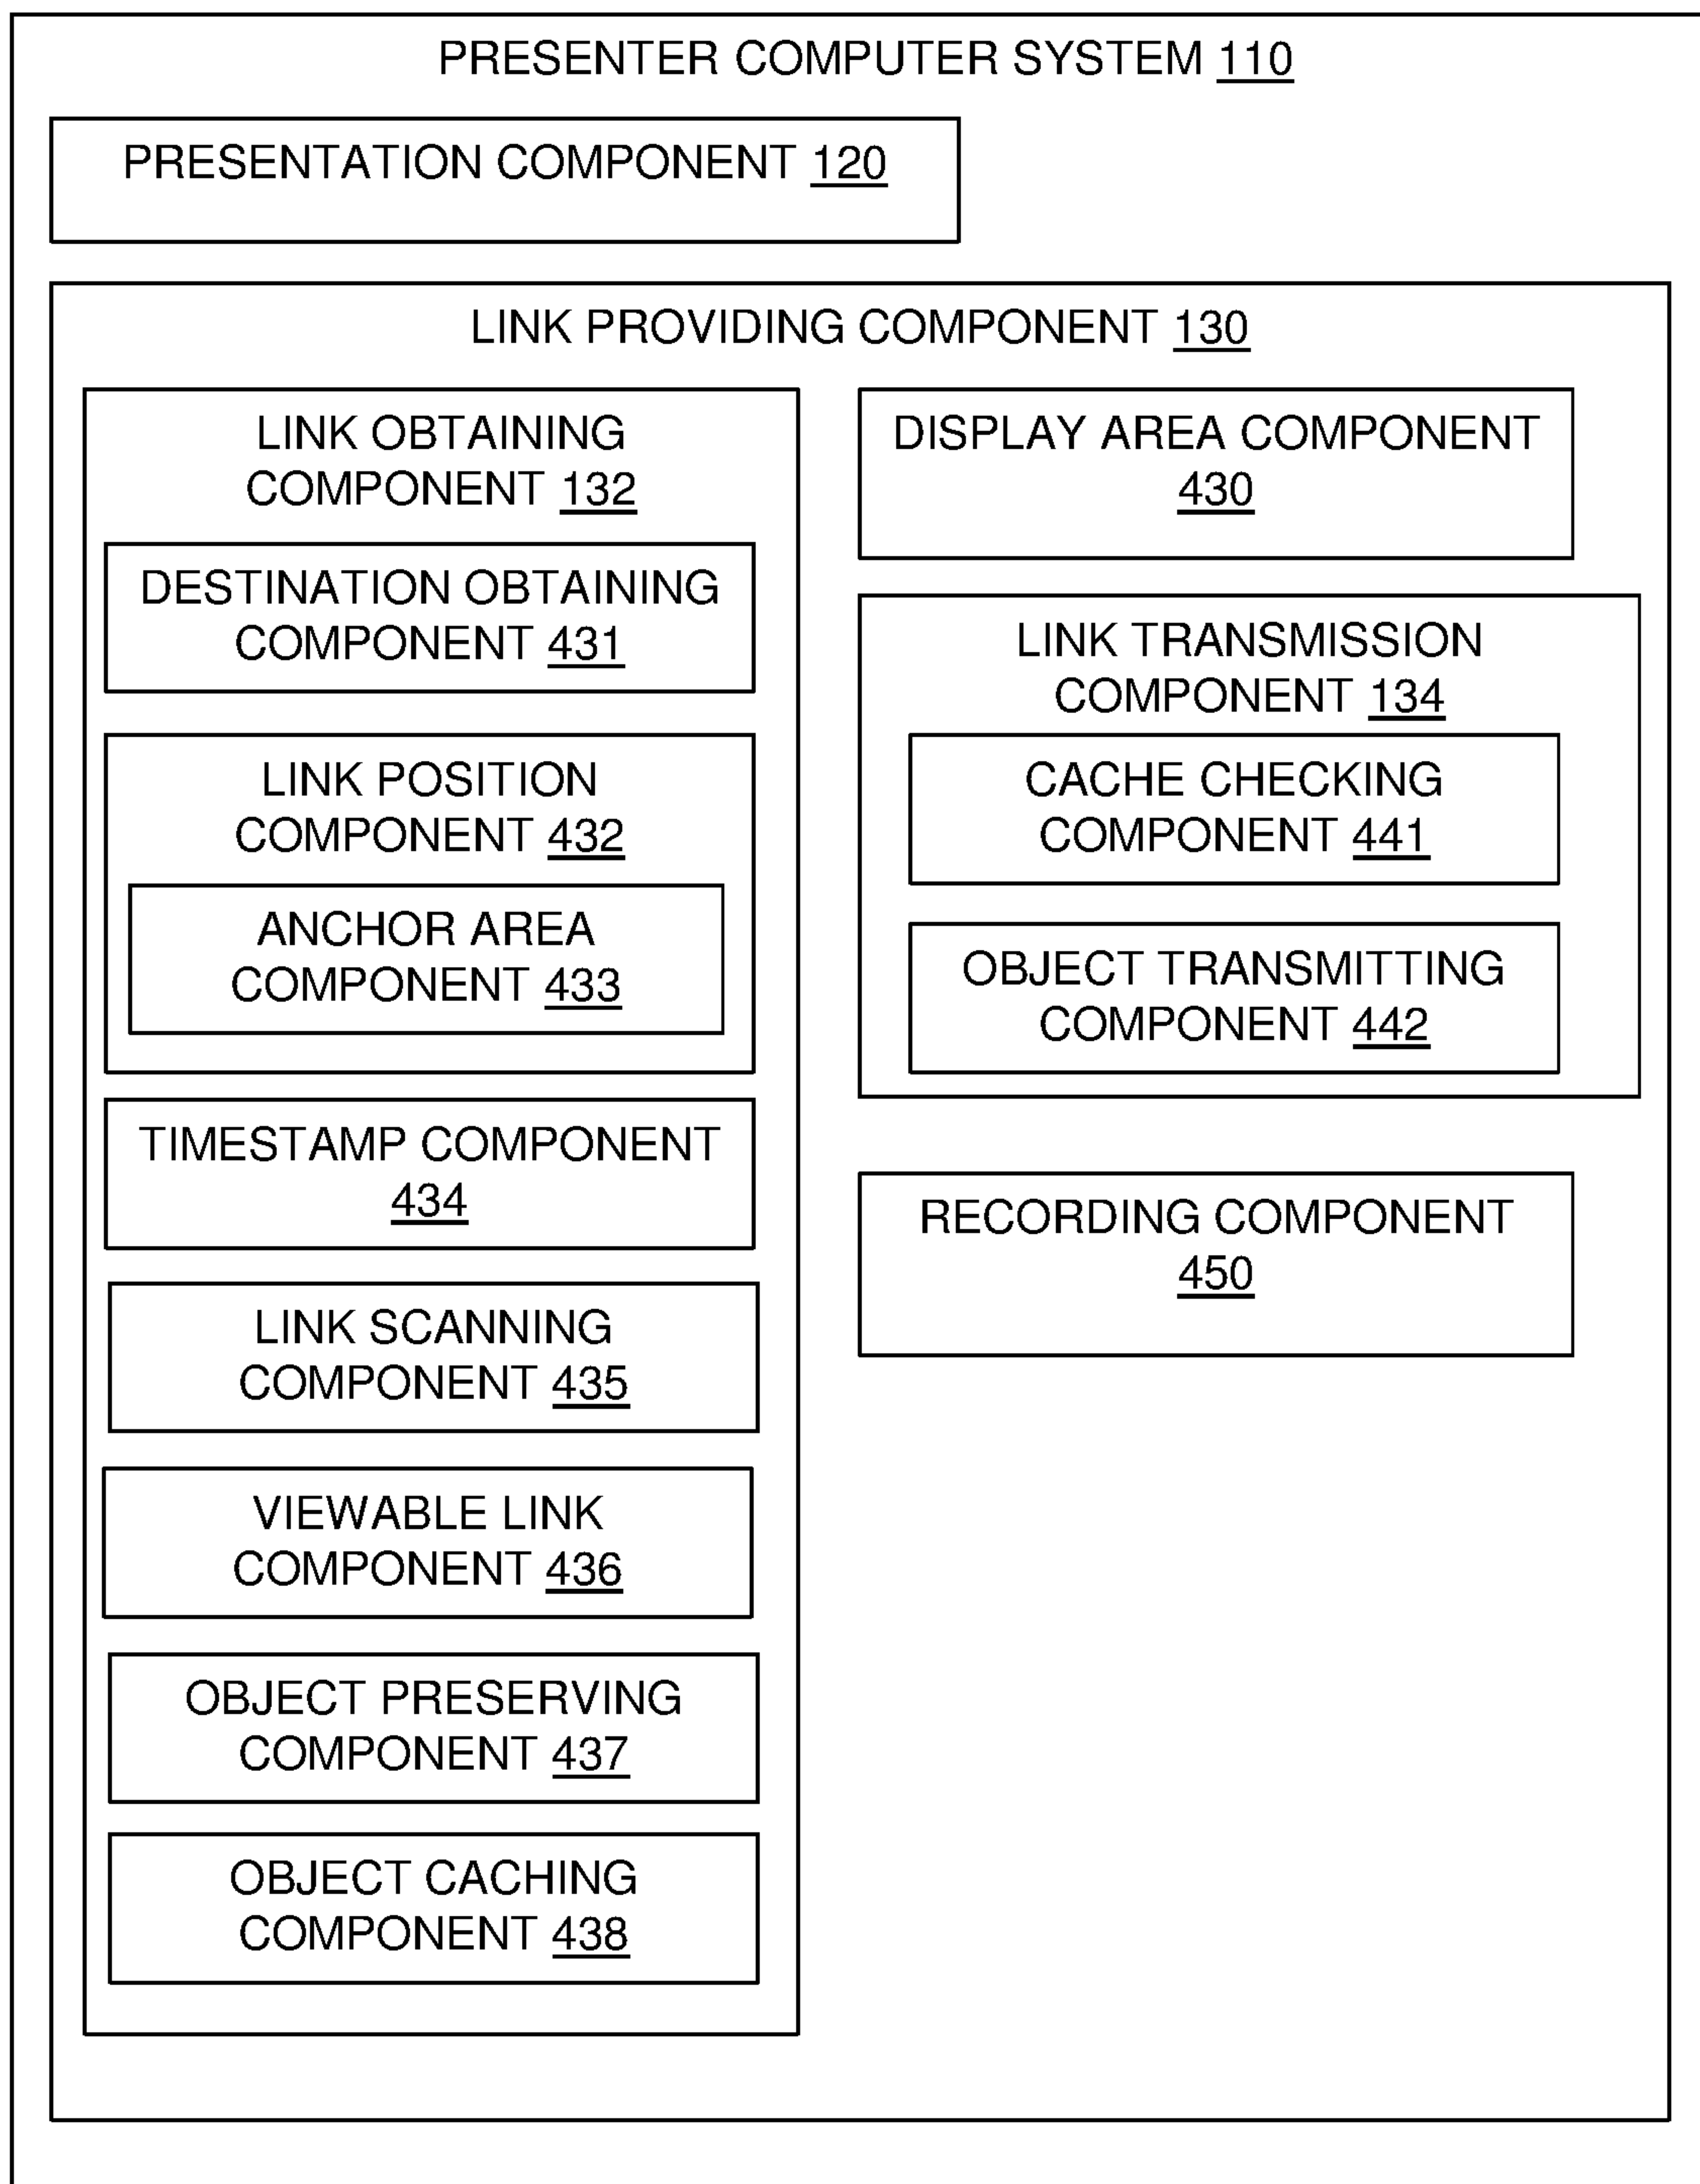 PRESENTER COMPUTER SYSTEM 110
PRESENTATION COMPONENT 120
LINK PROVIDING COMPONENT 130
LINK OBTAINING
COMPONENT 132
DESTINATION OBTAINING
COMPONENT 431
LINK POSITION
COMPONENT 432
ANCHOR AREA
COMPONENT 433
TIMESTAMP COMPONENT
434
LINK SCANNING
COMPONENT 435
VIEWABLE LINK
COMPONENT 436
OBJECT PRESERVING
COMPONENT 437
OBJECT CACHING
COMPONENT 438
DISPLAY AREA COMPONENT
430
LINK TRANSMISSION
COMPONENT 134
CACHE CHECKING
COMPONENT 441
OBJECT TRANSMITTING
COMPONENT 442
RECORDING COMPONENT
450